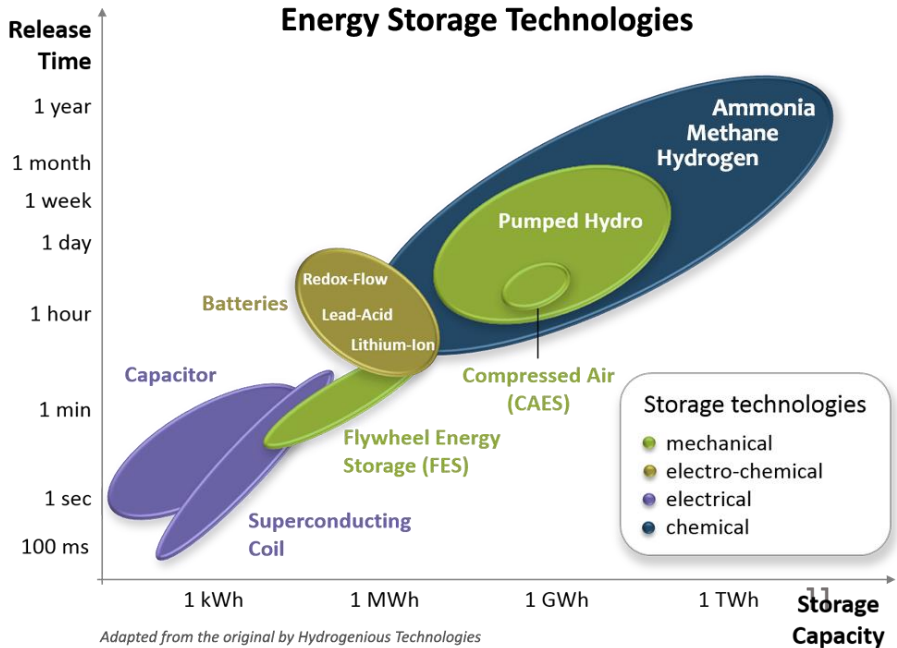 Energy Storage Technologies
Release
Time
1 year
1 month
1 week
1 day
1 hour
1 min
1 sec
100 ms
Ammonia
Methane
Hydrogen
Pumped Hydro
Redox-Flow
Batteries
Lead-Acid
Lithium-Ion
Capacitor
Compressed Air
(CAES)
Flywheel Energy
Storage (FES)
Superconducting
Coil
Storage technologies
mechanical
electro-chemical
electrical
chemical
1 kWh
1 MWh
1 GWh
1 TWh
11
Storage
Capacity
Adapted from the original by Hydrogenious Technologies